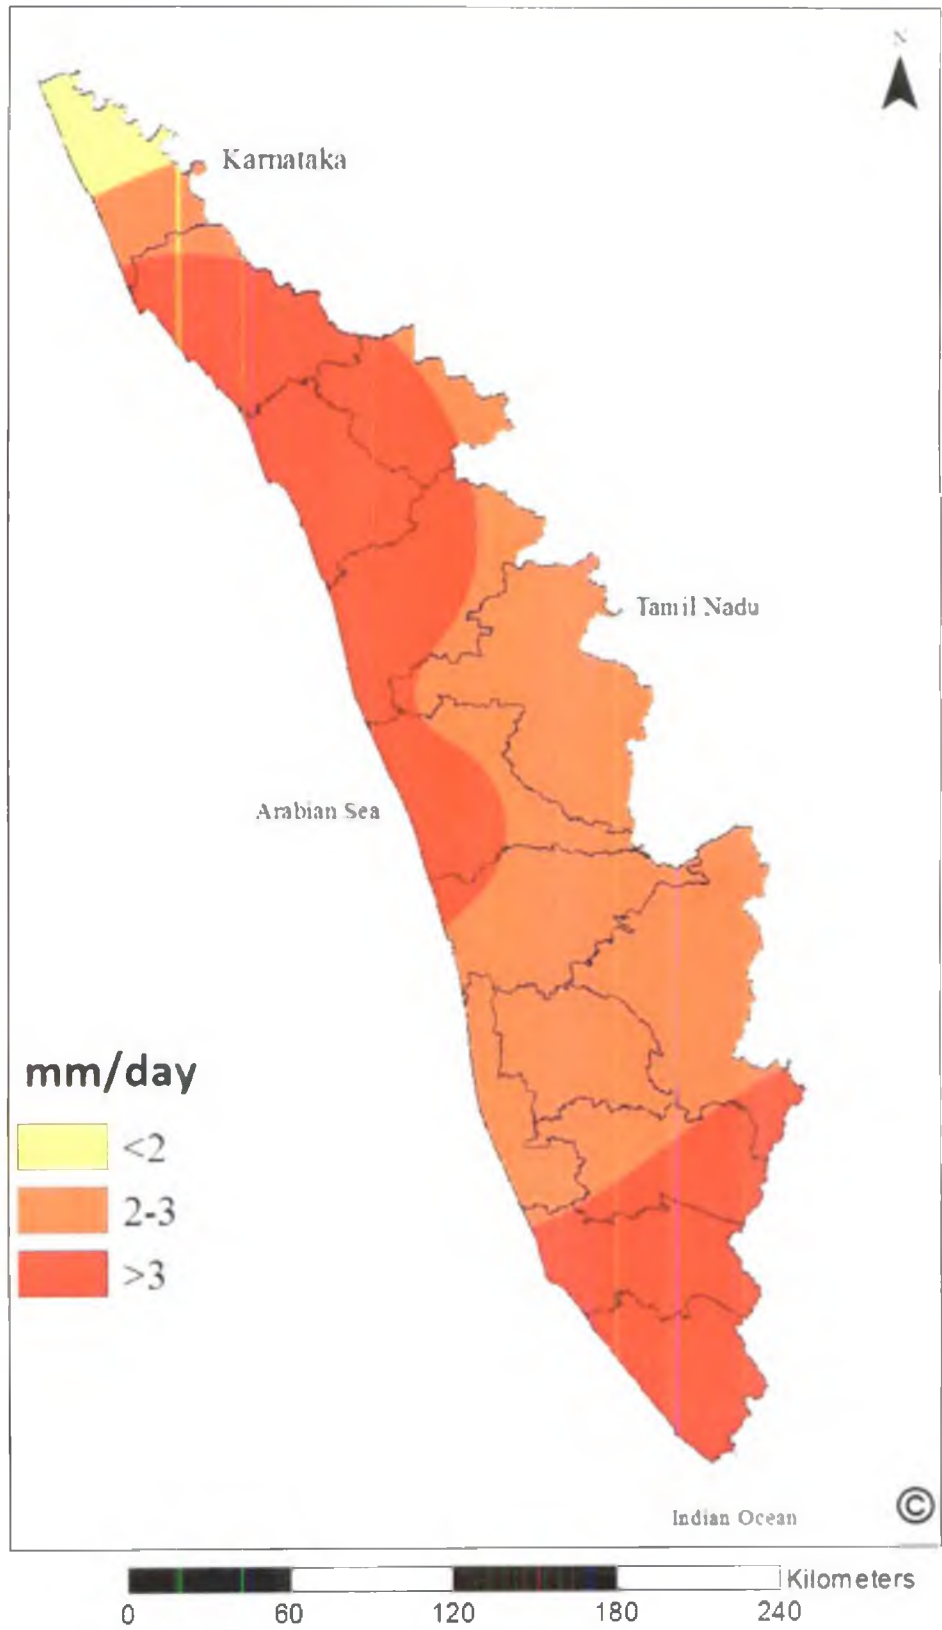 N
Karnataka
Tamil Nadu
Arabian Sea
mm/day
<2
2-3
>3
Indian Ocean
©
Kilometers
0 60 120 180 240